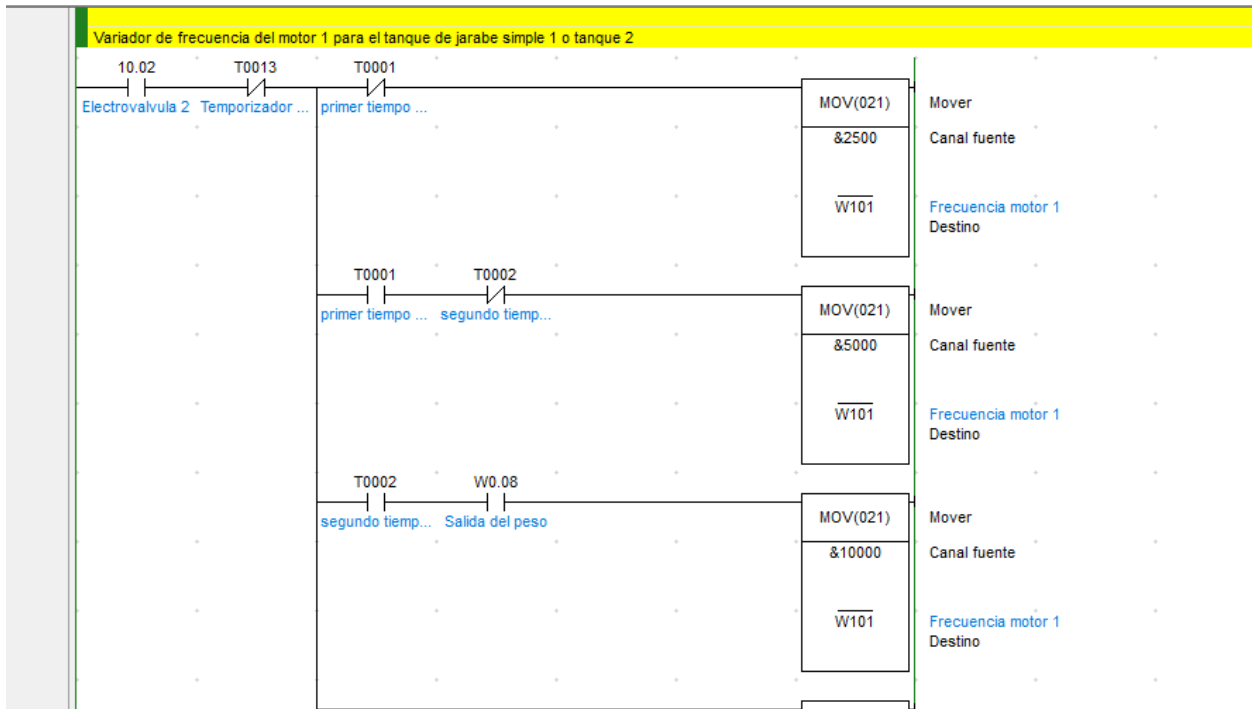 Variador de frecuencia del motor 1 para el tanque de jarabe simple 1 o tanque 2
10.02 T0013 T0001
Electrovalvula 2 Temporizador ... primer tiempo ...
MOV(021) Mover
&2500 Canal fuente
W101 Frecuencia motor 1
Destino
T0001 T0002
primer tiempo ... segundo tiemp...
MOV(021) Mover
&5000 Canal fuente
W101 Frecuencia motor 1
Destino
T0002 W0.08
segundo tiemp... Salida del peso
MOV(021) Mover
&10000 Canal fuente
W101 Frecuencia motor 1
Destino